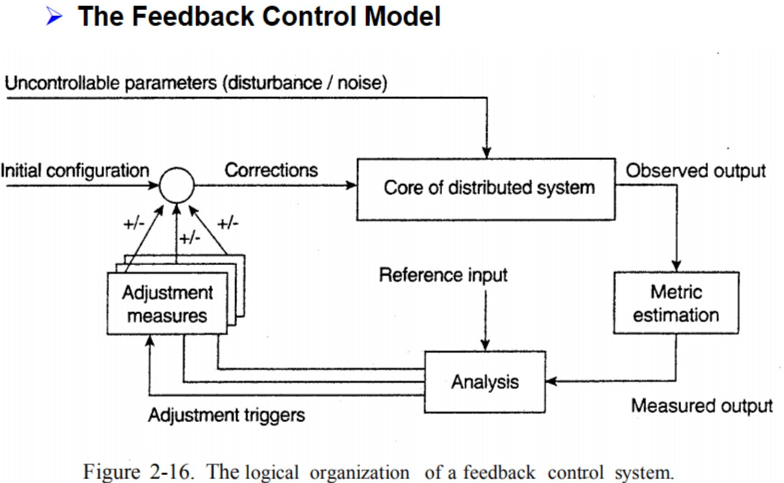 ➢ The Feedback Control Model
Uncontrollable parameters (disturbance / noise)
Initial configuration
Corrections
Core of distributed system
Observed output
+/-
+/-
+/-
Reference input
Adjustment
measures
Metric
estimation
Analysis
Adjustment triggers
Measured output
Figure 2-16. The logical organization of a feedback control system.